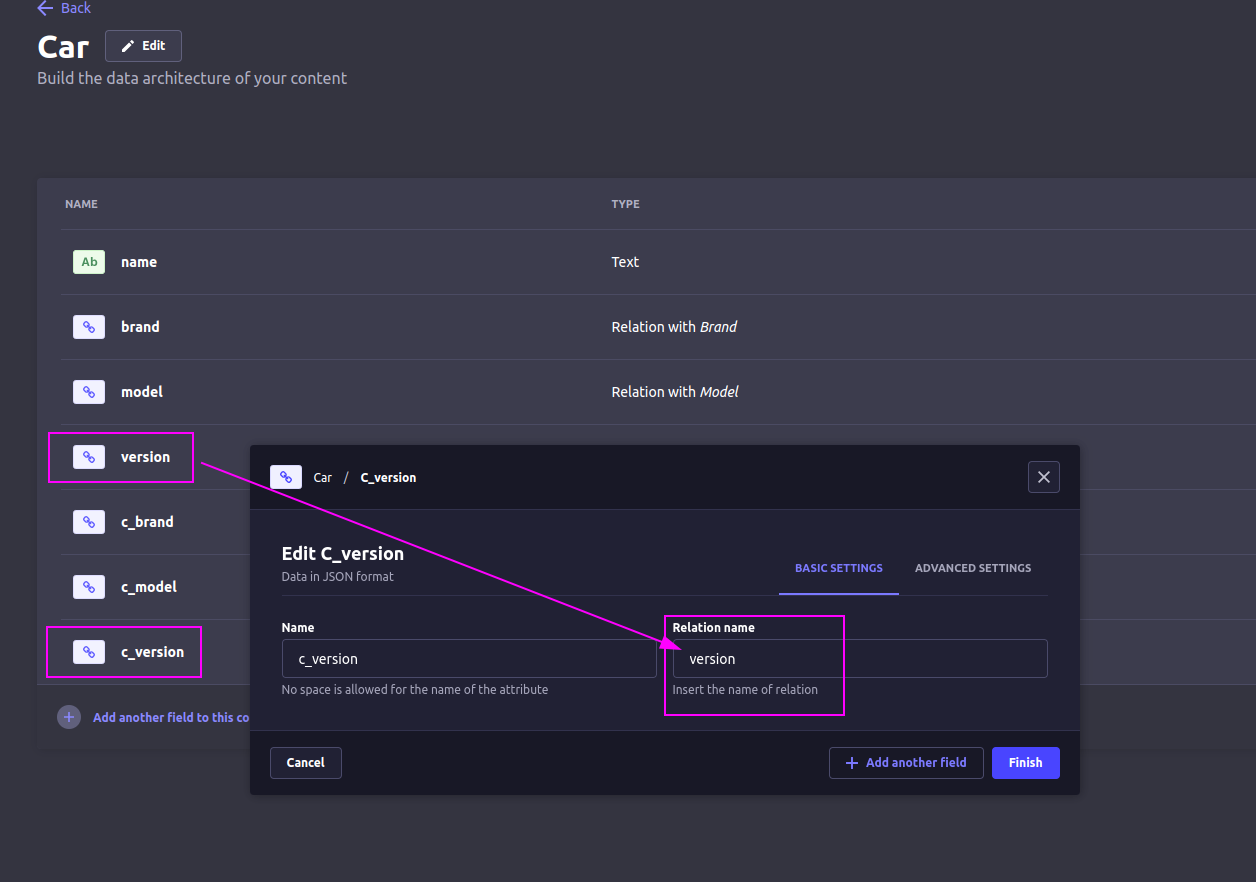 Back
Car
Edit
Build the data architecture of your content
NAME TYPE
Ab name Text
brand Relation with Brand
model Relation with Model
version
Car / C_version
c_brand
Edit C_version
Data in JSON format
BASIC SETTINGS ADVANCED SETTINGS
c_model
Name Relation name
c_version
c_version version
No space is allowed for the name of the attribute Insert the name of relation
Add another field to this co
Cancel Add another field Finish